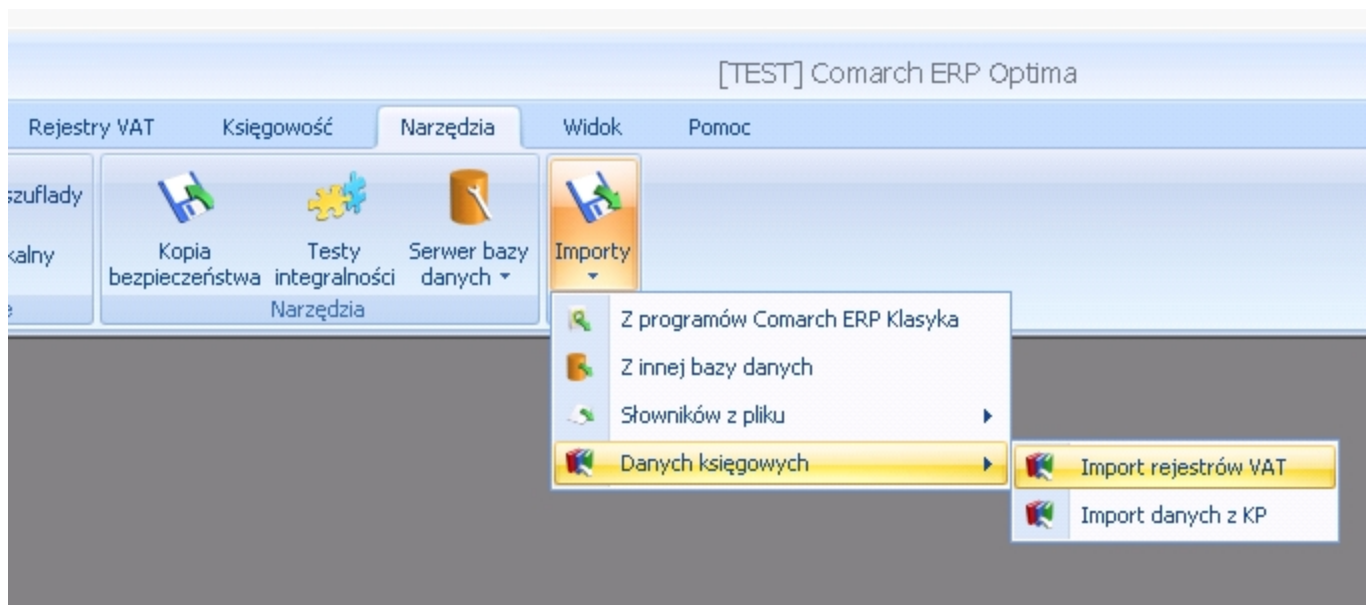 [TEST] Comarch ERP Optima
Rejestry VAT Księgowość Narzędzia Widok Pomoc
szuflady
kalny
Kopia bezpieczeństwa
Testy integralności
Serwer bazy danych
Importy
Narzędzia
Z programów Comarch ERP Klasyka
Z innej bazy danych
Słowników z pliku
Danych księgowych
Import rejestrów VAT
Import danych z KP